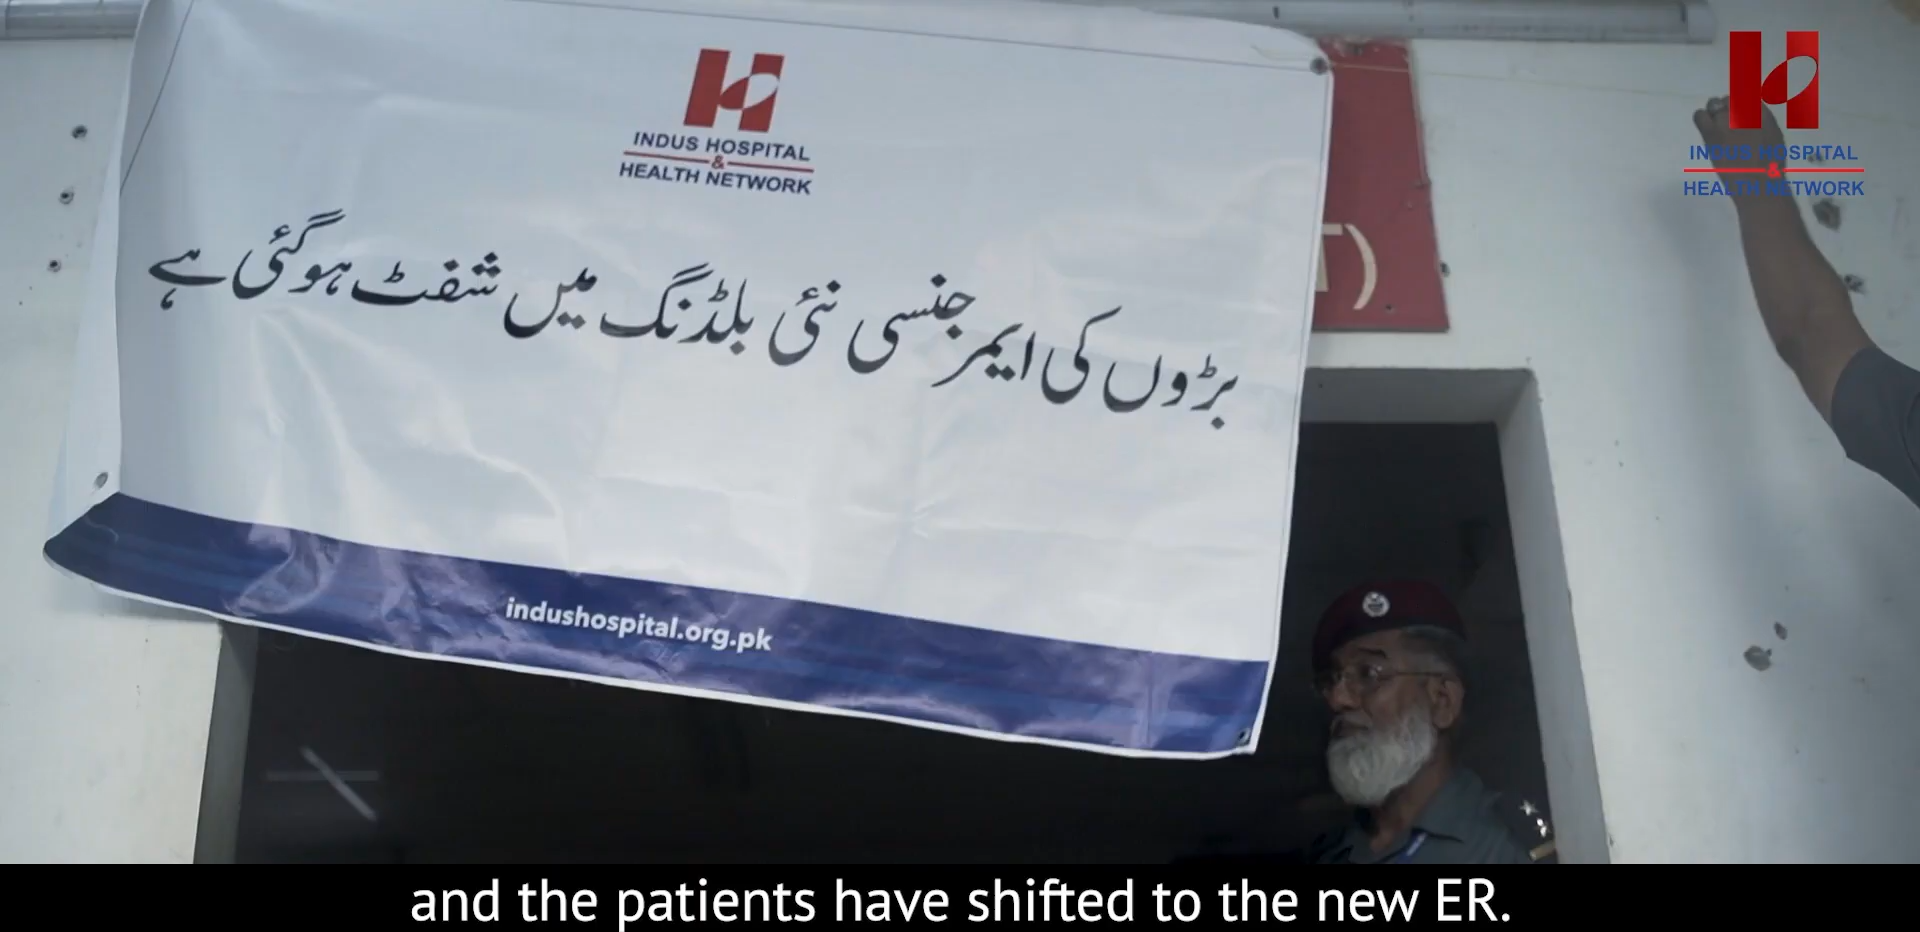 INDUS HOSPITAL
&
HEALTH NETWORK
INDUS HOSPITAL
&
HEALTH NETWORK
بڑوں کی ایمرجنسی نئی بلڈنگ میں شفٹ ہوگئی ہے
T)
indushospital.org.pk
and the patients have shifted to the new ER.